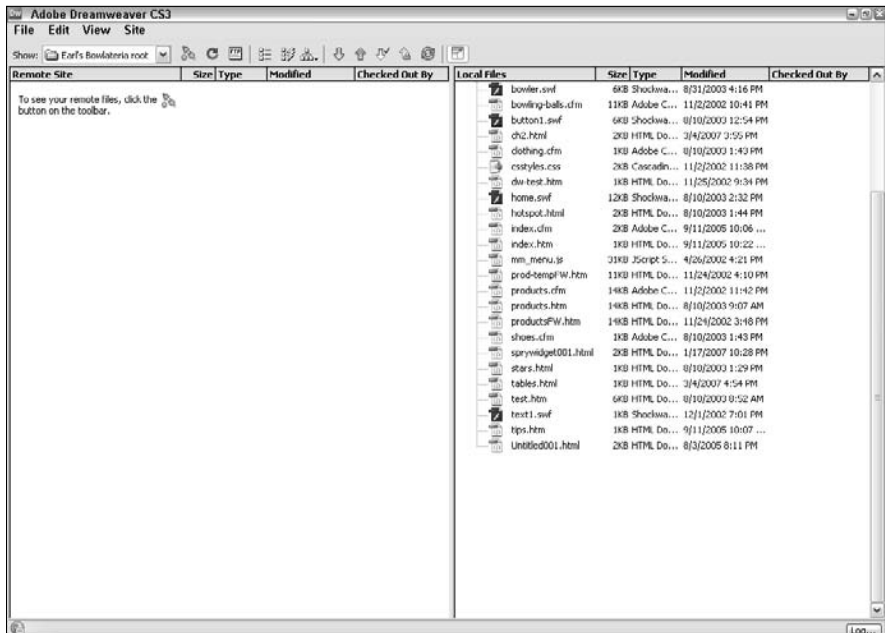 Adobe Dreamweaver CS3
File Edit View Site
Show: Earl's Bowlateria root
Remote Site Size Type Modified Checked Out By
To see your remote files, click the
button on the toolbar.
Local Files Size Type Modified Checked Out By
bowler.swf 6KB Shockwa... 8/31/2003 4:16 PM
bowling-balls.cfm 11KB Adobe C... 11/2/2002 10:41 PM
button1.swf 6KB Shockwa... 8/10/2003 12:54 PM
ch2.html 2KB HTML Do... 3/4/2007 3:55 PM
clothing.cfm 1KB Adobe C... 8/10/2003 1:43 PM
csstyles.css 2KB Cascadin... 11/2/2002 11:38 PM
dw-test.htm 1KB HTML Do... 11/25/2002 9:34 PM
home.swf 12KB Shockwa... 8/10/2003 2:32 PM
hotspot.html 2KB HTML Do... 8/10/2003 1:44 PM
index.cfm 2KB Adobe C... 9/11/2005 10:06 ...
index.htm 1KB HTML Do... 9/11/2005 10:22 ...
mm_menu.js 31KB JScript S... 4/26/2002 4:21 PM
prod-tempFW.htm 11KB HTML Do... 11/24/2002 4:10 PM
products.cfm 14KB Adobe C... 11/2/2002 11:42 PM
products.htm 14KB HTML Do... 8/10/2003 9:07 AM
productsFW.htm 14KB HTML Do... 11/24/2002 3:48 PM
shoes.cfm 1KB Adobe C... 8/10/2003 1:43 PM
sprywidget001.html 2KB HTML Do... 1/17/2007 10:28 PM
stars.html 1KB HTML Do... 8/10/2003 1:29 PM
tables.html 1KB HTML Do... 3/4/2007 4:54 PM
test.htm 6KB HTML Do... 8/10/2003 8:52 AM
text1.swf 1KB Shockwa... 12/1/2002 7:01 PM
tips.htm 1KB HTML Do... 9/11/2005 10:07 ...
Untitled001.html 2KB HTML Do... 8/3/2005 8:11 PM
Log...